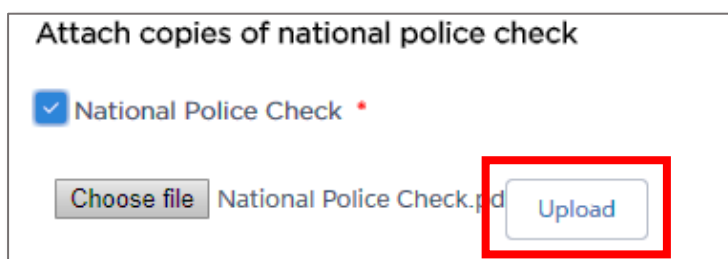 Attach copies of national police check
National Police Check *
Choose file National Police Check.pd Upload